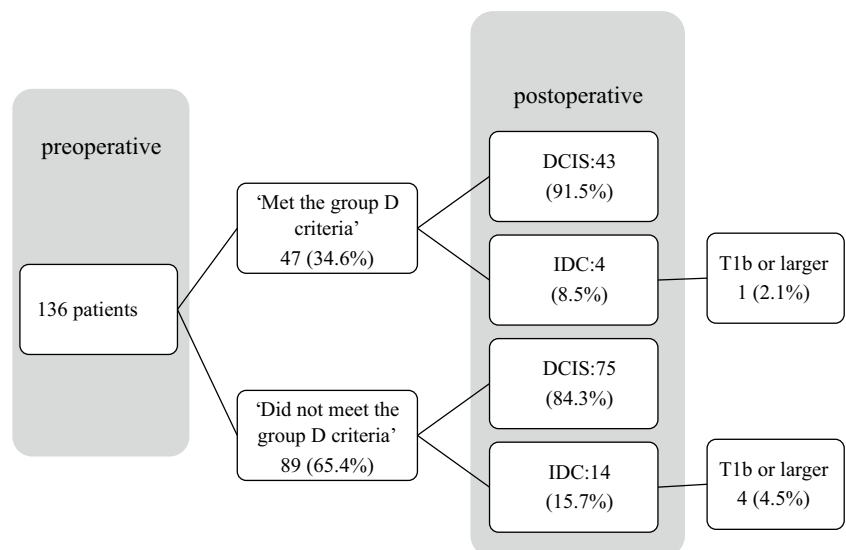 preoperative
136 patients
‘Met the group D
criteria’
47 (34.6%)
‘Did not meet the
group D criteria’
89 (65.4%)
postoperative
DCIS:43
(91.5%)
IDC:4
(8.5%)
DCIS:75
(84.3%)
IDC:14
(15.7%)
T1b or larger
1 (2.1%)
T1b or larger
4 (4.5%)